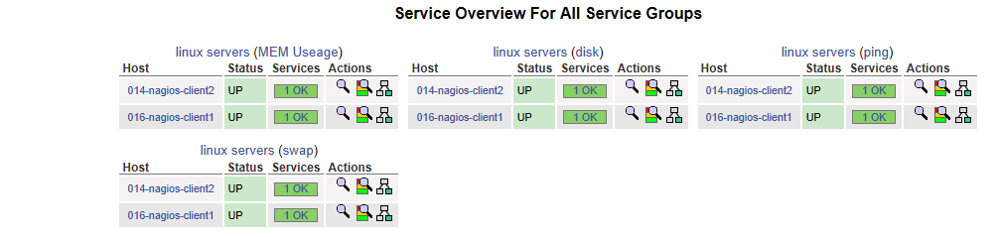 Service Overview For All Service Groups
linux servers (MEM Useage)
Host Status Services Actions
014-nagios-client2 UP 1 OK
016-nagios-client1 UP 1 OK
linux servers (disk)
Host Status Services Actions
014-nagios-client2 UP 1 OK
016-nagios-client1 UP 1 OK
linux servers (ping)
Host Status Services Actions
014-nagios-client2 UP 1 OK
016-nagios-client1 UP 1 OK
linux servers (swap)
Host Status Services Actions
014-nagios-client2 UP 1 OK
016-nagios-client1 UP 1 OK